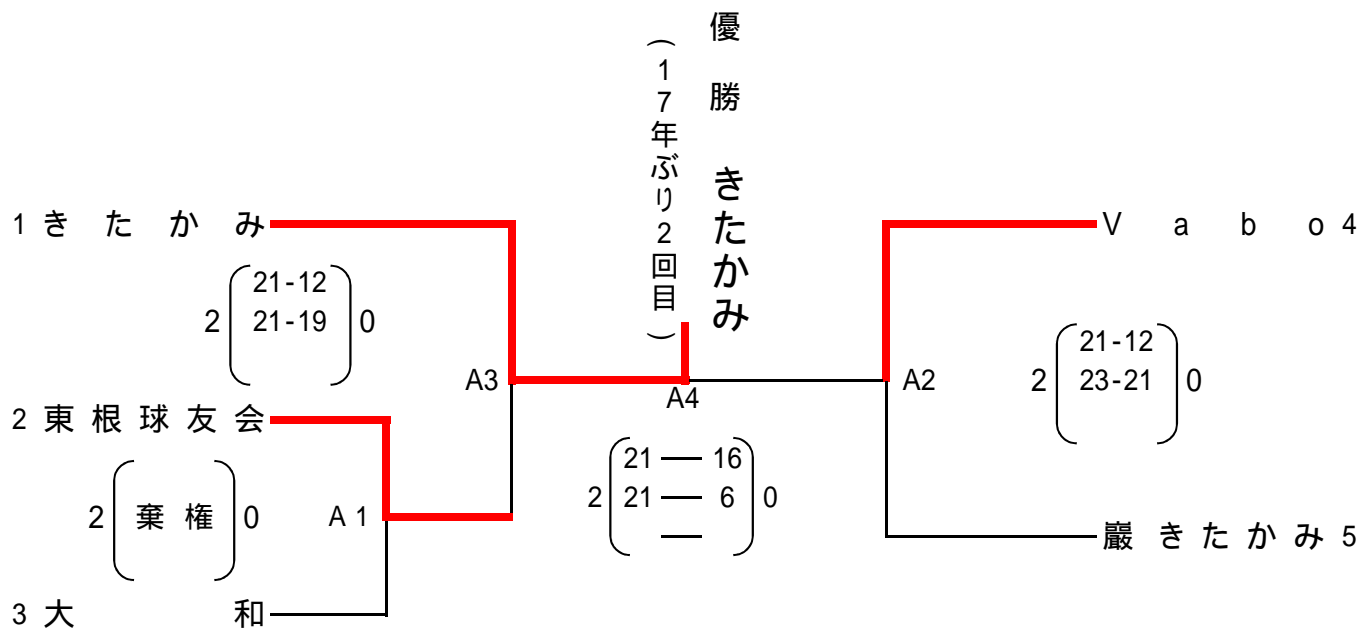 優勝 きたかみ
(17年ぶり2回目)
1 きたかみ
Vabo 4
21-12
2 21-19 0
A3
A4
A2
21-12
2 23-21 0
2 東根球友会
21 — 16
2 21 — 6 0
—
2 棄権 0
A1
巖きたかみ 5
3 大和